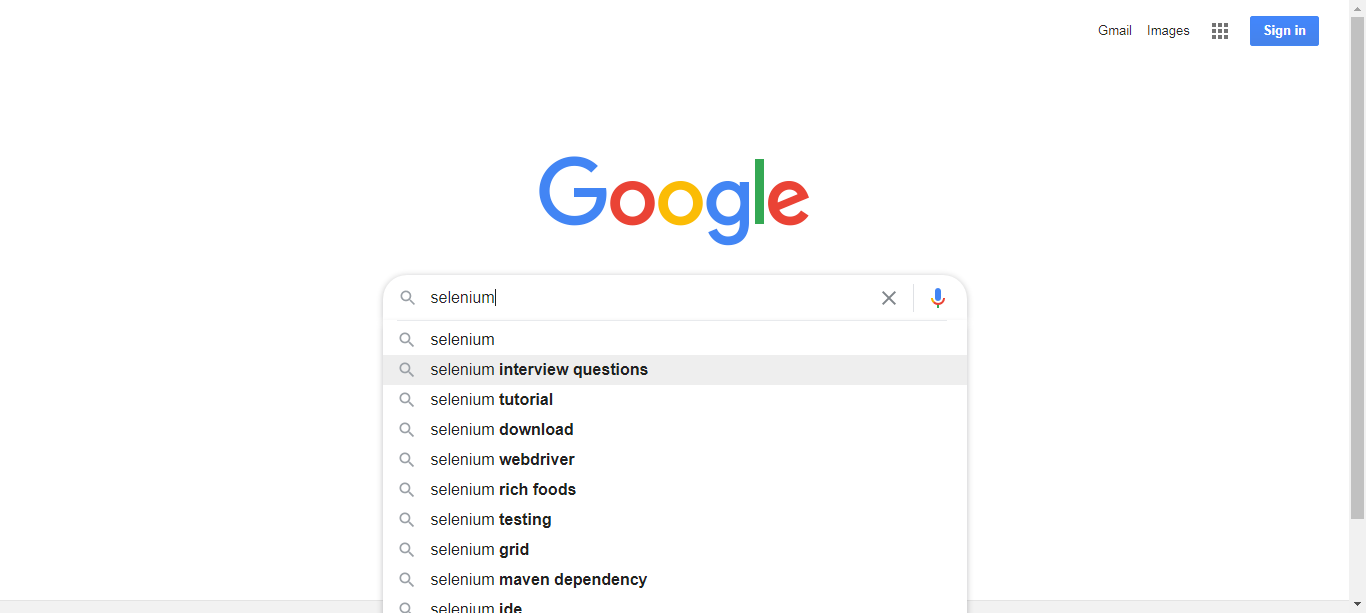 Gmail Images Sign in
Google
selenium
selenium
selenium interview questions
selenium tutorial
selenium download
selenium webdriver
selenium rich foods
selenium testing
selenium grid
selenium maven dependency
selenium ide